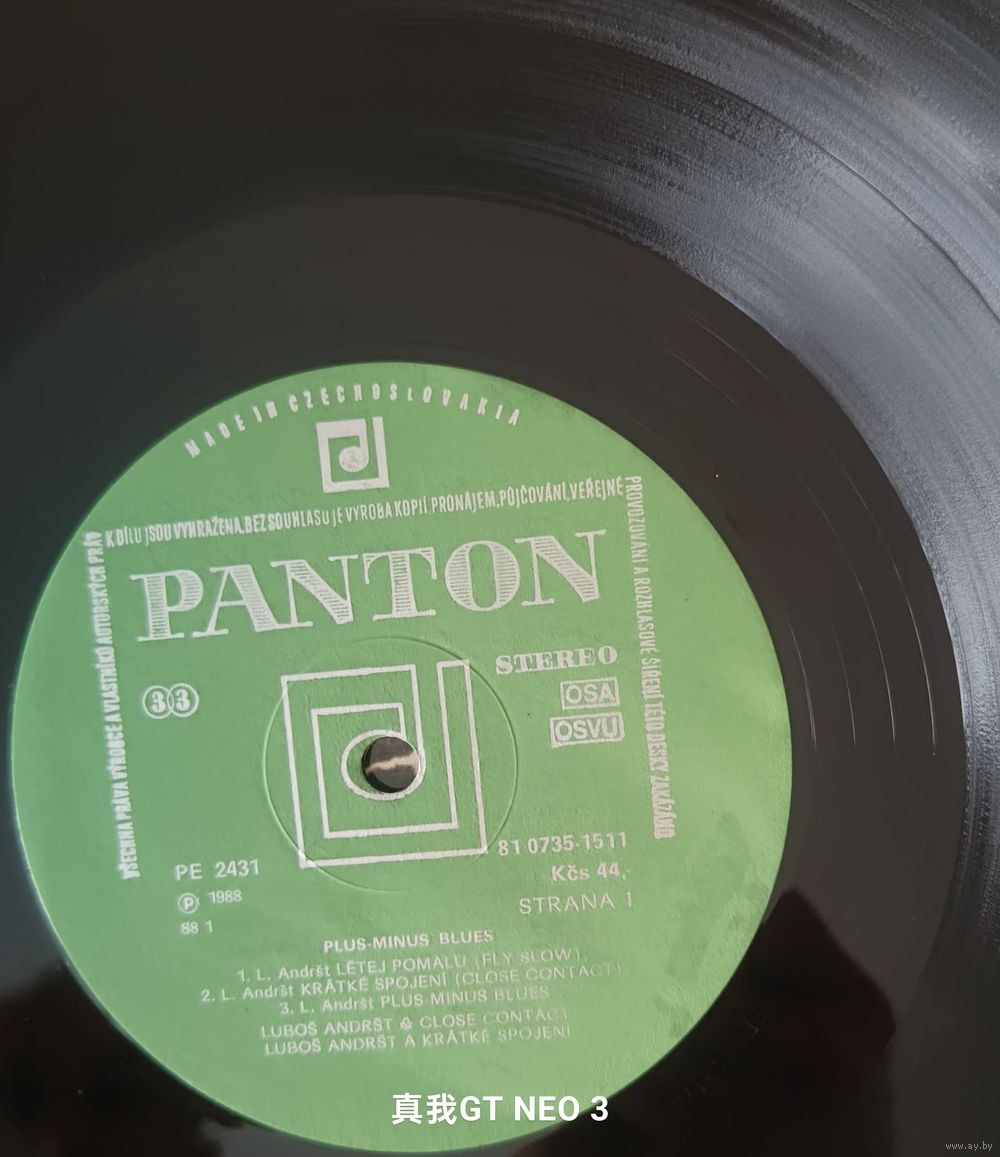 MADE IN CZECHOSLOVAKIA
VŠECHNA PRÁVA VÝROBCE A VLASTNÍKŮ AUTORSKÝCH PRÁV
K DÍLU JSOU VYHRAŽENA. BEZ SOUHLASU JE VÝROBA KOPIÍ PRONÁJEM, PŮJČOVÁNÍ, VEŘEJNÉ
PROVOZOVÁNÍ A ROZHLASOVÉ ŠÍŘENÍ TÉTO DESKY ZAKÁZÁNO
PANTON
STEREO
33
OSA
OSVU
81 0735-1511
PE 2431
Kčs 44,-
Ⓟ 1988
STRANA 1
88 1
PLUS-MINUS BLUES
1. L. Andršt LÉTEJ POMALU (FLY SLOW),
2. L. Andršt KRÁTKÉ SPOJENÍ (CLOSE CONTACT)
3. L. Andršt PLUS-MINUS BLUES
LUBOŠ ANDRŠT & CLOSE CONTACT
LUBOŠ ANDRŠT A KRÁTKÉ SPOJENÍ
真我GT NEO 3
www.ay.by